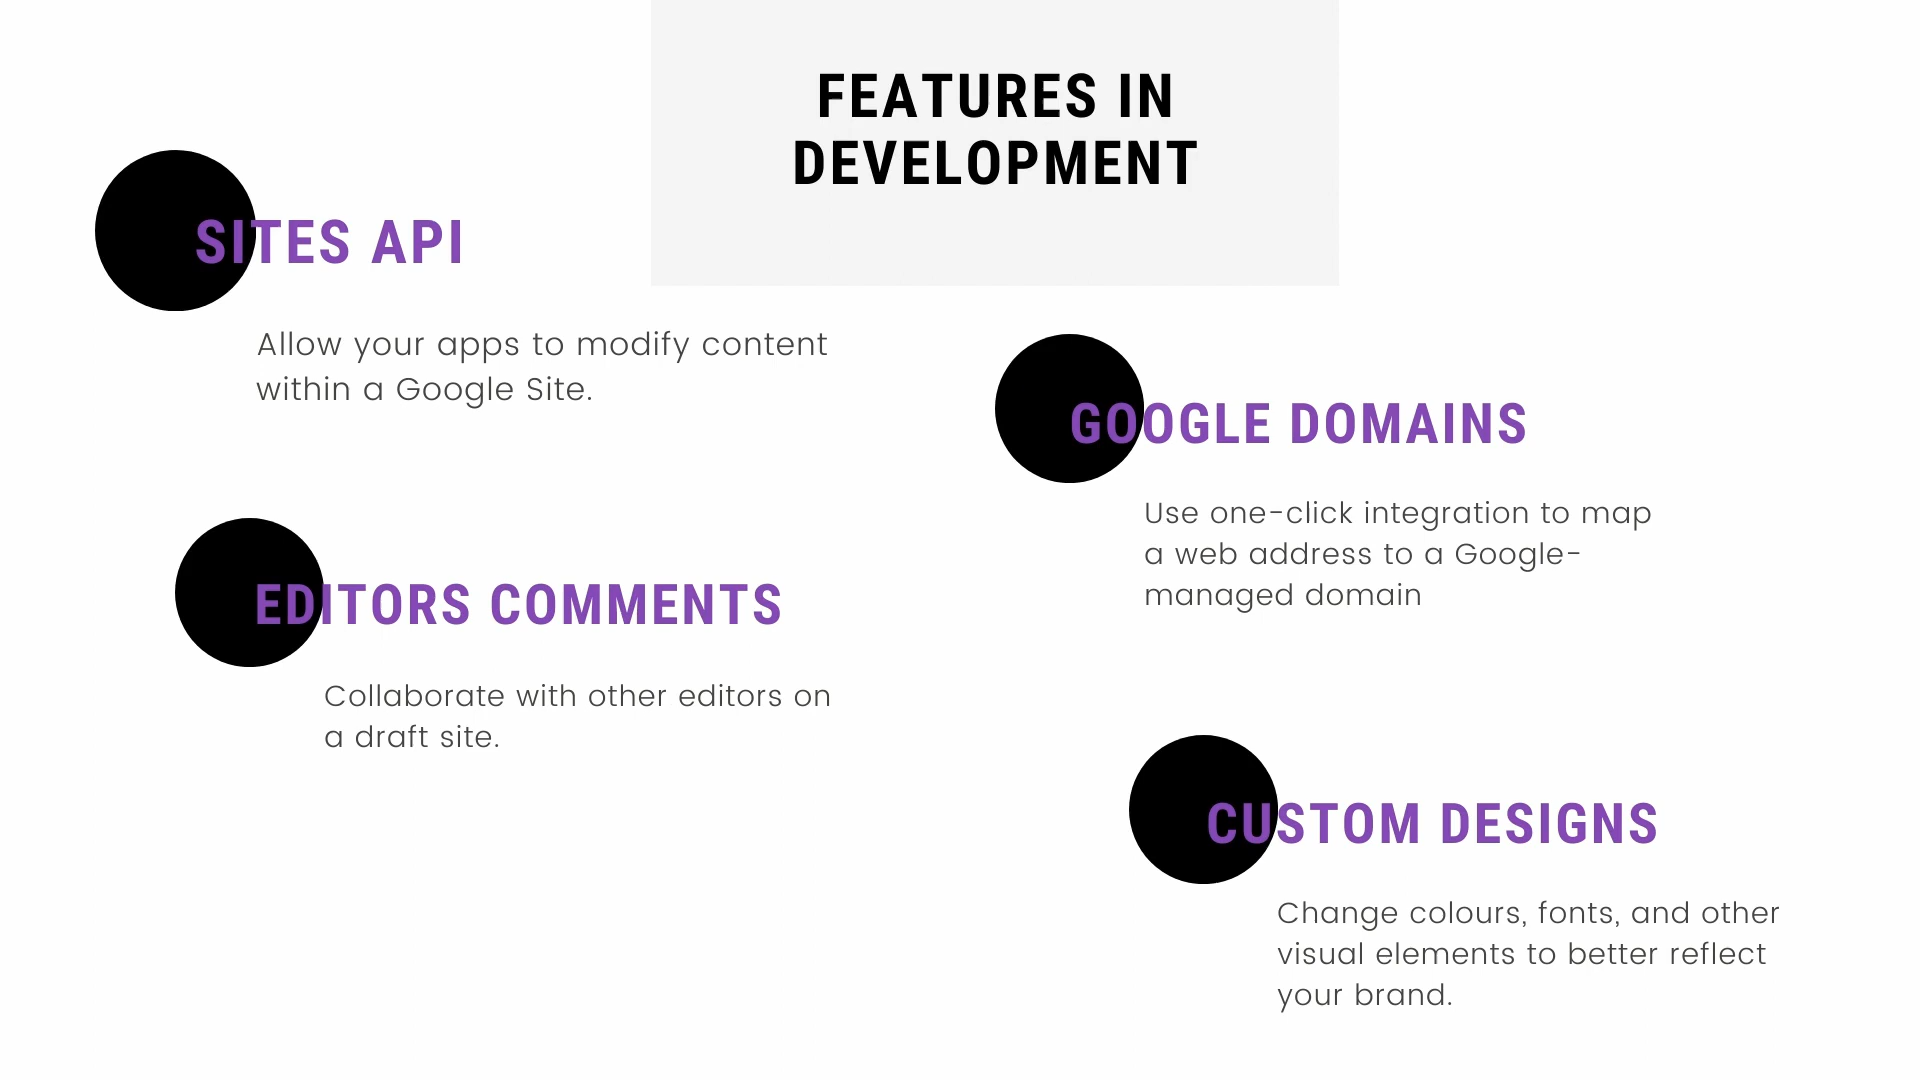 FEATURES IN
DEVELOPMENT
SITES API
Allow your apps to modify content
within a Google Site.
EDITORS COMMENTS
Collaborate with other editors on
a draft site.
GOOGLE DOMAINS
Use one-click integration to map
a web address to a Google-
managed domain
CUSTOM DESIGNS
Change colours, fonts, and other
visual elements to better reflect
your brand.